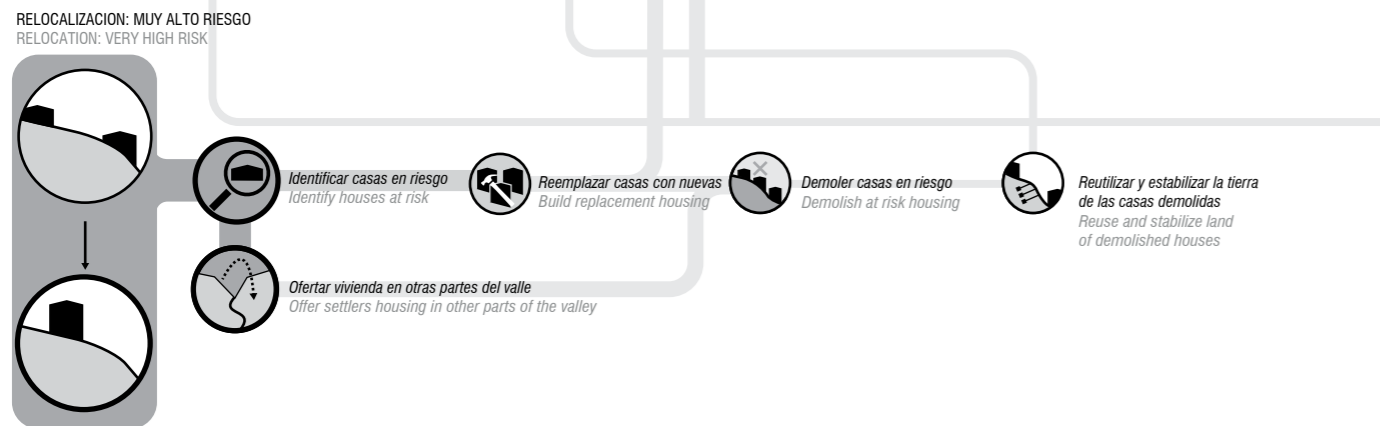 RELOCALIZACION: MUY ALTO RIESGO
RELOCATION: VERY HIGH RISK
Identificar casas en riesgo
Identify houses at risk
Reemplazar casas con nuevas
Build replacement housing
Demoler casas en riesgo
Demolish at risk housing
Reutilizar y estabilizar la tierra
de las casas demolidas
Reuse and stabilize land
of demolished houses
Ofertar vivienda en otras partes del valle
Offer settlers housing in other parts of the valley